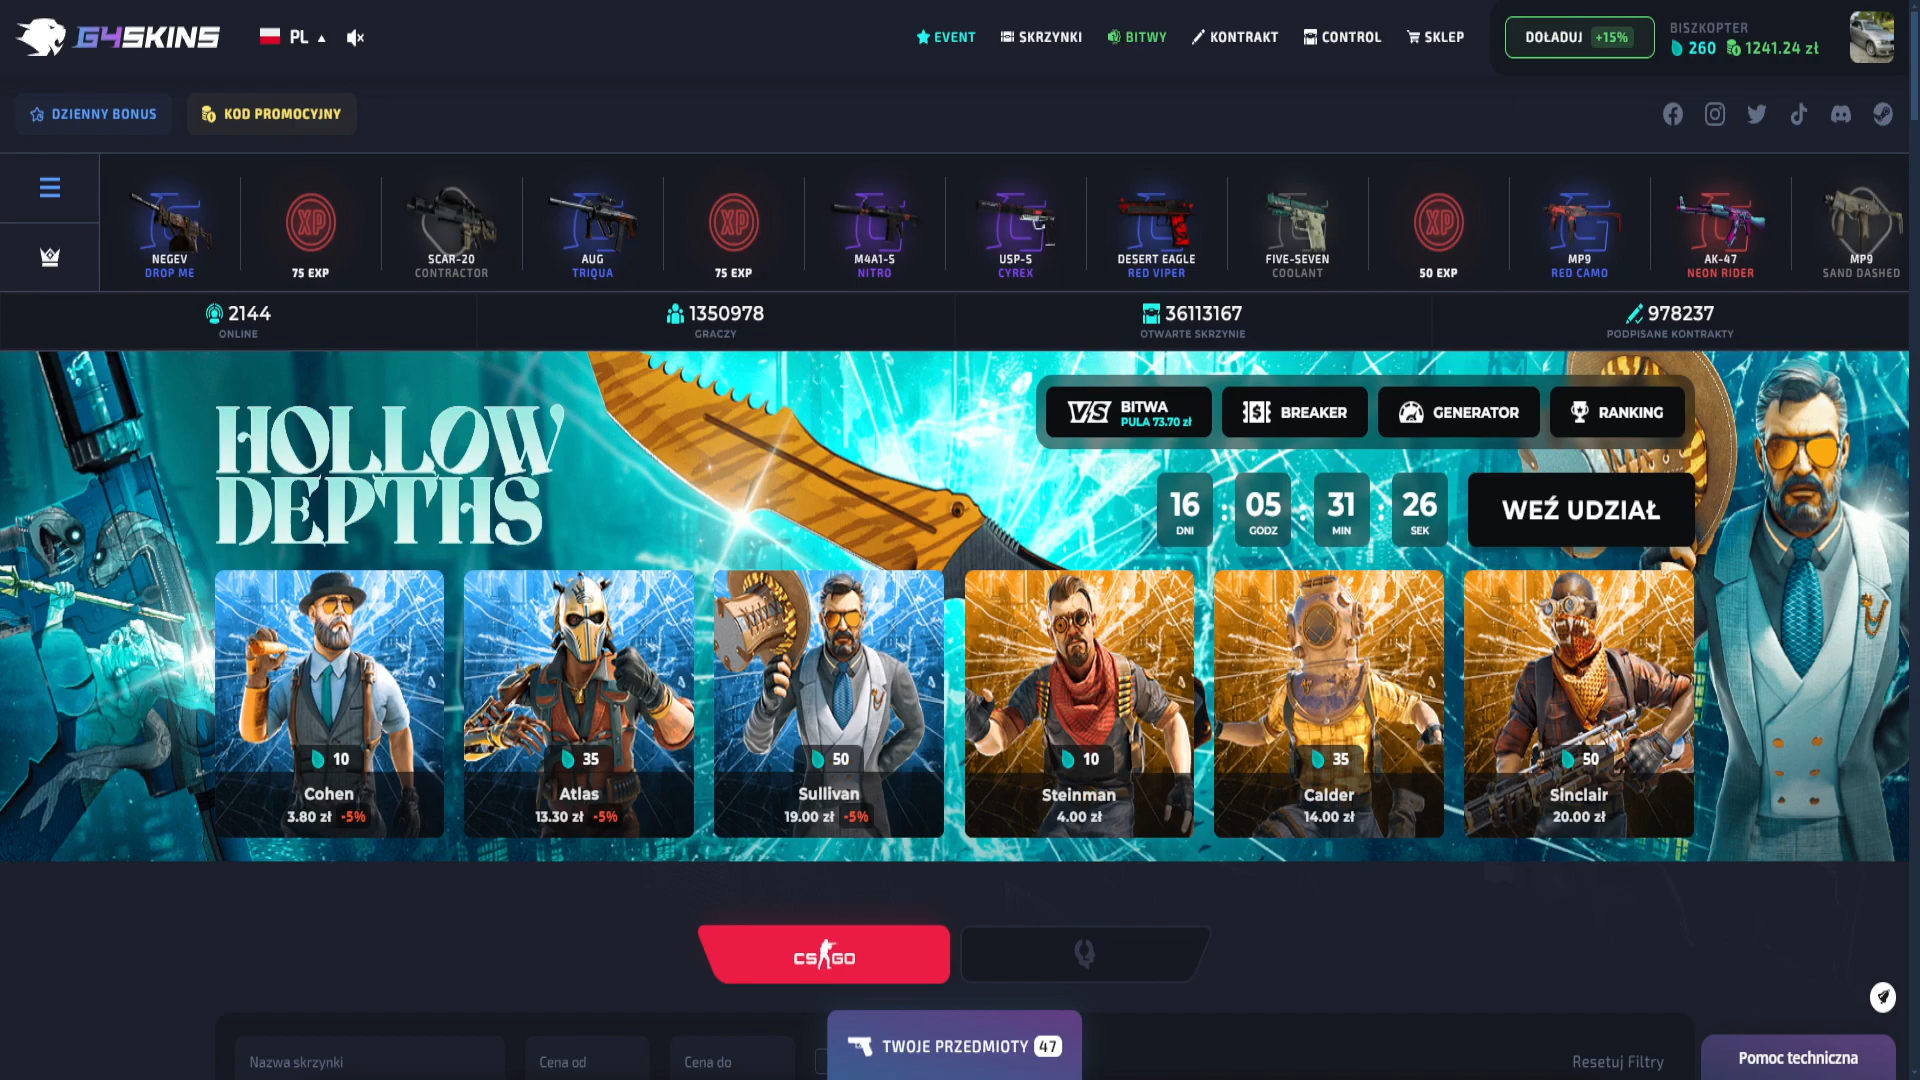 G4SKINS
PL
EVENT
SKRZYNKI
BITWY
KONTRAKT
CONTROL
SKLEP
DOŁADUJ +15%
BISZKOPTER
260 1241.24 zł
DZIENNY BONUS
KOD PROMOCYJNY
NEGEV
DROP ME
XP
75 EXP
SCAR-20
CONTRACTOR
AUG
TRIQUA
XP
75 EXP
M4A1-S
NITRO
USP-S
CYREX
DESERT EAGLE
RED VIPER
FIVE-SEVEN
COOLANT
XP
50 EXP
MP9
RED CAMO
AK-47
NEON RIDER
MP9
SAND DASHED
2144
ONLINE
1350978
GRACZY
36113167
OTWARTE SKRZYNIE
978237
PODPISANE KONTRAKTY
HOLLOW
DEPTHS
V/S
BITWA
PULA 73.70 zł
BREAKER
GENERATOR
RANKING
16 : 05 : 31 : 26
DNI GODZ MIN SEK
WEŹ UDZIAŁ
10
Cohen
3.80 zł -5%
35
Atlas
13.30 zł -5%
50
Sullivan
19.00 zł -5%
10
Steinman
4.00 zł
35
Calder
14.00 zł
50
Sinclair
20.00 zł
CS GO
Nazwa skrzynki
Cena od
Cena do
TWOJE PRZEDMIOTY 47
Resetuj Filtry
Pomoc techniczna